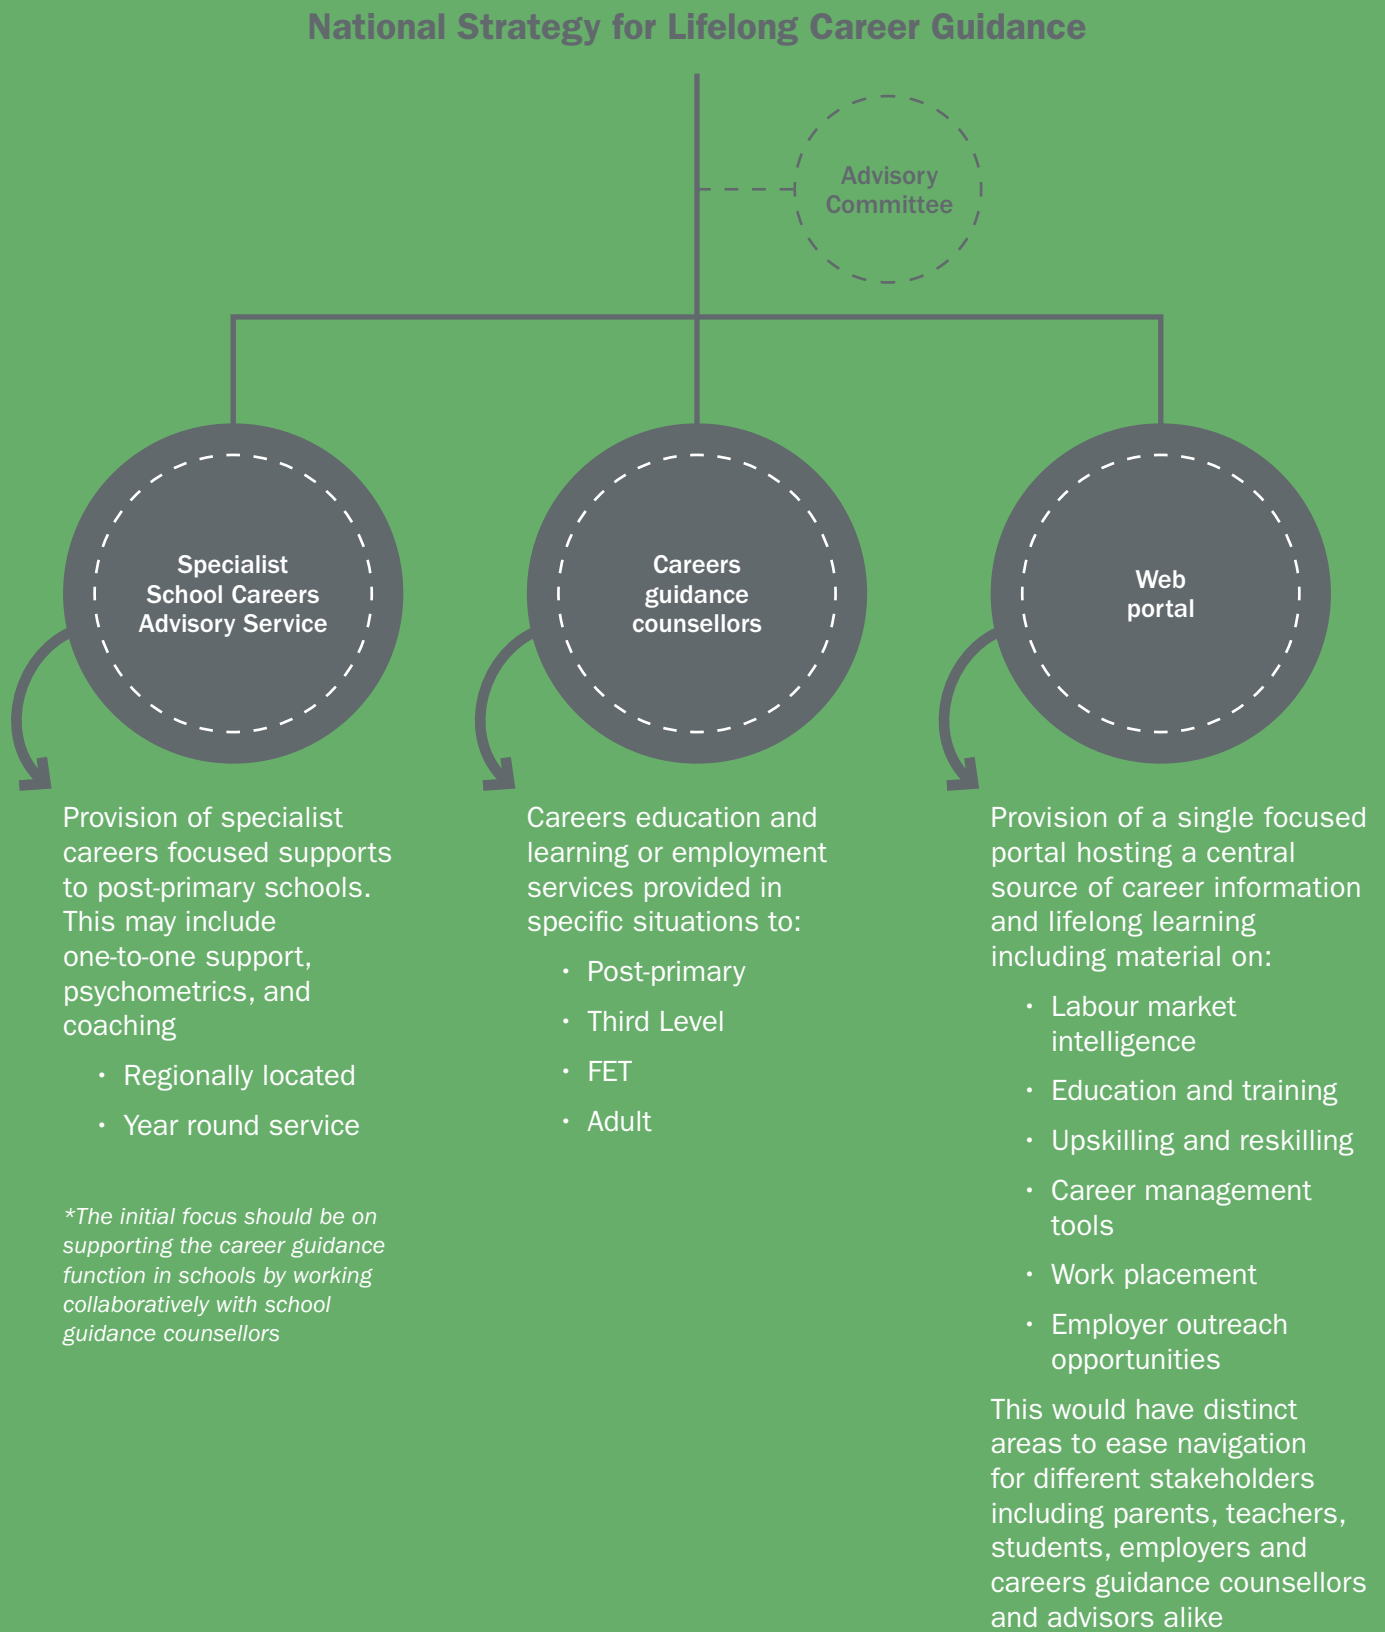 National Strategy for Lifelong Career Guidance
Advisory
Committee
Specialist
School Careers
Advisory Service
Careers
guidance
counsellors
Web
portal
Provision of specialist
careers focused supports
to post-primary schools.
This may include
one-to-one support,
psychometrics, and
coaching
• Regionally located
• Year round service
*The initial focus should be on
supporting the career guidance
function in schools by working
collaboratively with school
guidance counsellors
Careers education and
learning or employment
services provided in
specific situations to:
• Post-primary
• Third Level
• FET
• Adult
Provision of a single focused
portal hosting a central
source of career information
and lifelong learning
including material on:
• Labour market
intelligence
• Education and training
• Upskilling and reskilling
• Career management
tools
• Work placement
• Employer outreach
opportunities
This would have distinct
areas to ease navigation
for different stakeholders
including parents, teachers,
students, employers and
careers guidance counsellors
and advisors alike